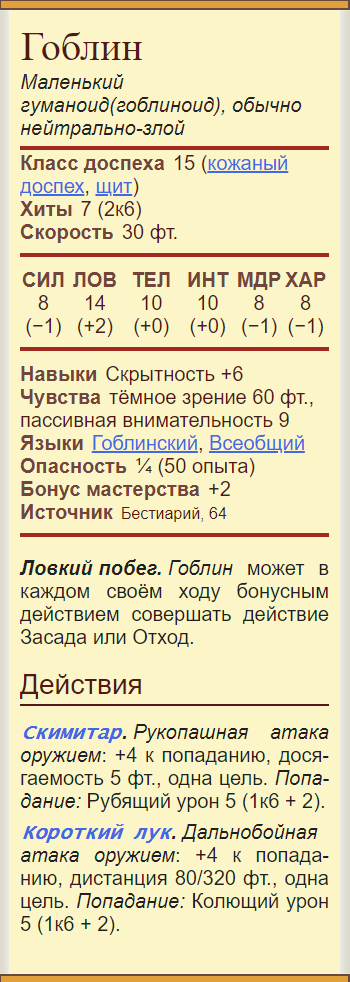 Гоблин
Маленький
гуманоид(гоблиноид), обычно
нейтрально-злой
Класс доспеха 15 (кожаный
доспех, щит)
Хиты 7 (2к6)
Скорость 30 фт.
СИЛ ЛОВ ТЕЛ ИНТ МДР ХАР
8 14 10 10 8 8
(−1) (+2) (+0) (+0) (−1) (−1)
Навыки Скрытность +6
Чувства тёмное зрение 60 фт.,
пассивная внимательность 9
Языки Гоблинский, Всеобщий
Опасность ¼ (50 опыта)
Бонус мастерства +2
Источник Бестиарий, 64
Ловкий побег. Гоблин может в
каждом своём ходу бонусным
действием совершать действие
Засада или Отход.
Действия
Скимитар. Рукопашная атака
оружием: +4 к попаданию, дося-
гаемость 5 фт., одна цель. Попа-
дание: Рубящий урон 5 (1к6 + 2).
Короткий лук. Дальнобойная
атака оружием: +4 к попада-
нию, дистанция 80/320 фт., одна
цель. Попадание: Колющий урон
5 (1к6 + 2).